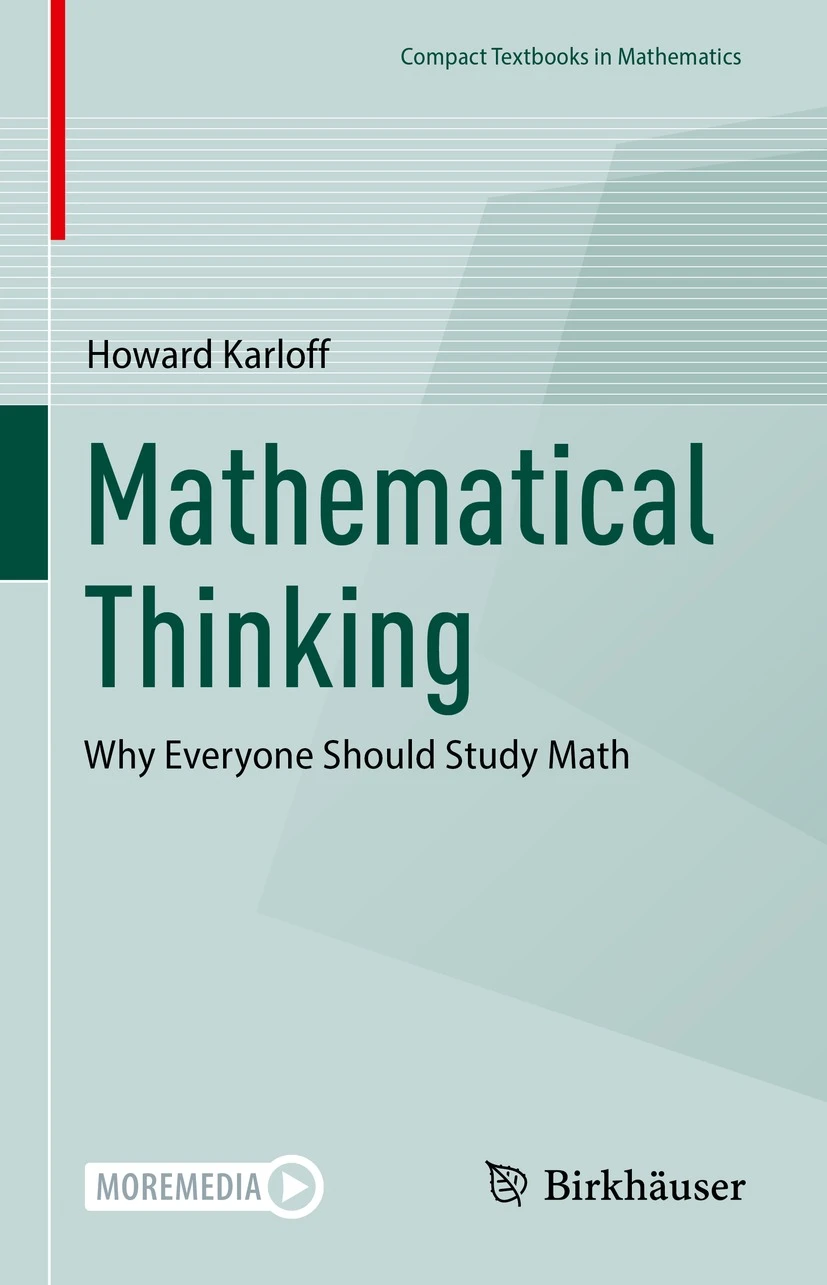 Compact Textbooks in Mathematics
Howard Karloff
Mathematical
Thinking
Why Everyone Should Study Math
MOREMEDIA
Birkhäuser